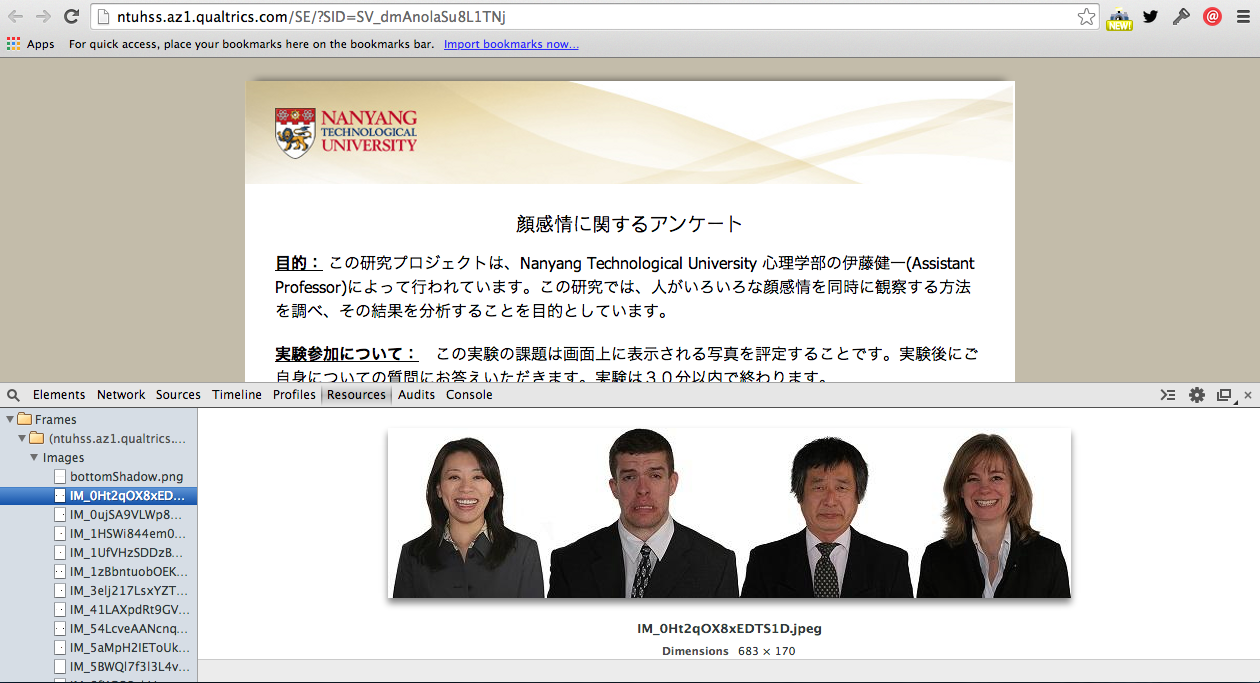 ntuhss.az1.qualtrics.com/SE/?SID=SV_dmAnolaSu8L1TNj
NEW!
Apps For quick access, place your bookmarks here on the bookmarks bar. Import bookmarks now...
NANYANG
TECHNOLOGICAL
UNIVERSITY
顔感情に関するアンケート
目的： この研究プロジェクトは、Nanyang Technological University 心理学部の伊藤健一(Assistant
Professor)によって行われています。この研究では、人がいろいろな顔感情を同時に観察する方法
を調べ、その結果を分析することを目的としています。
実験参加について： この実験の課題は画面上に表示される写真を評定することです。実験後にご
自身についての質問にお答えいただきます。実験は３０分以内で終わります。
Elements Network Sources Timeline Profiles Resources Audits Console
Frames
(ntuhss.az1.qualtrics....
Images
bottomShadow.png
IM_0Ht2qOX8xED...
IM_0ujSA9VLWp8...
IM_1HSWi844em0...
IM_1UfVHzSDDzB...
IM_1zBbntuobOEK...
IM_3elj217LsxYZT...
IM_41LAXpdRt9GV...
IM_54LcveAANcnq...
IM_5aMpH2IEToUk...
IM_5BWQl7f3l3L4v...
IM_0Ht2qOX8xEDTS1D.jpeg
Dimensions 683 × 170